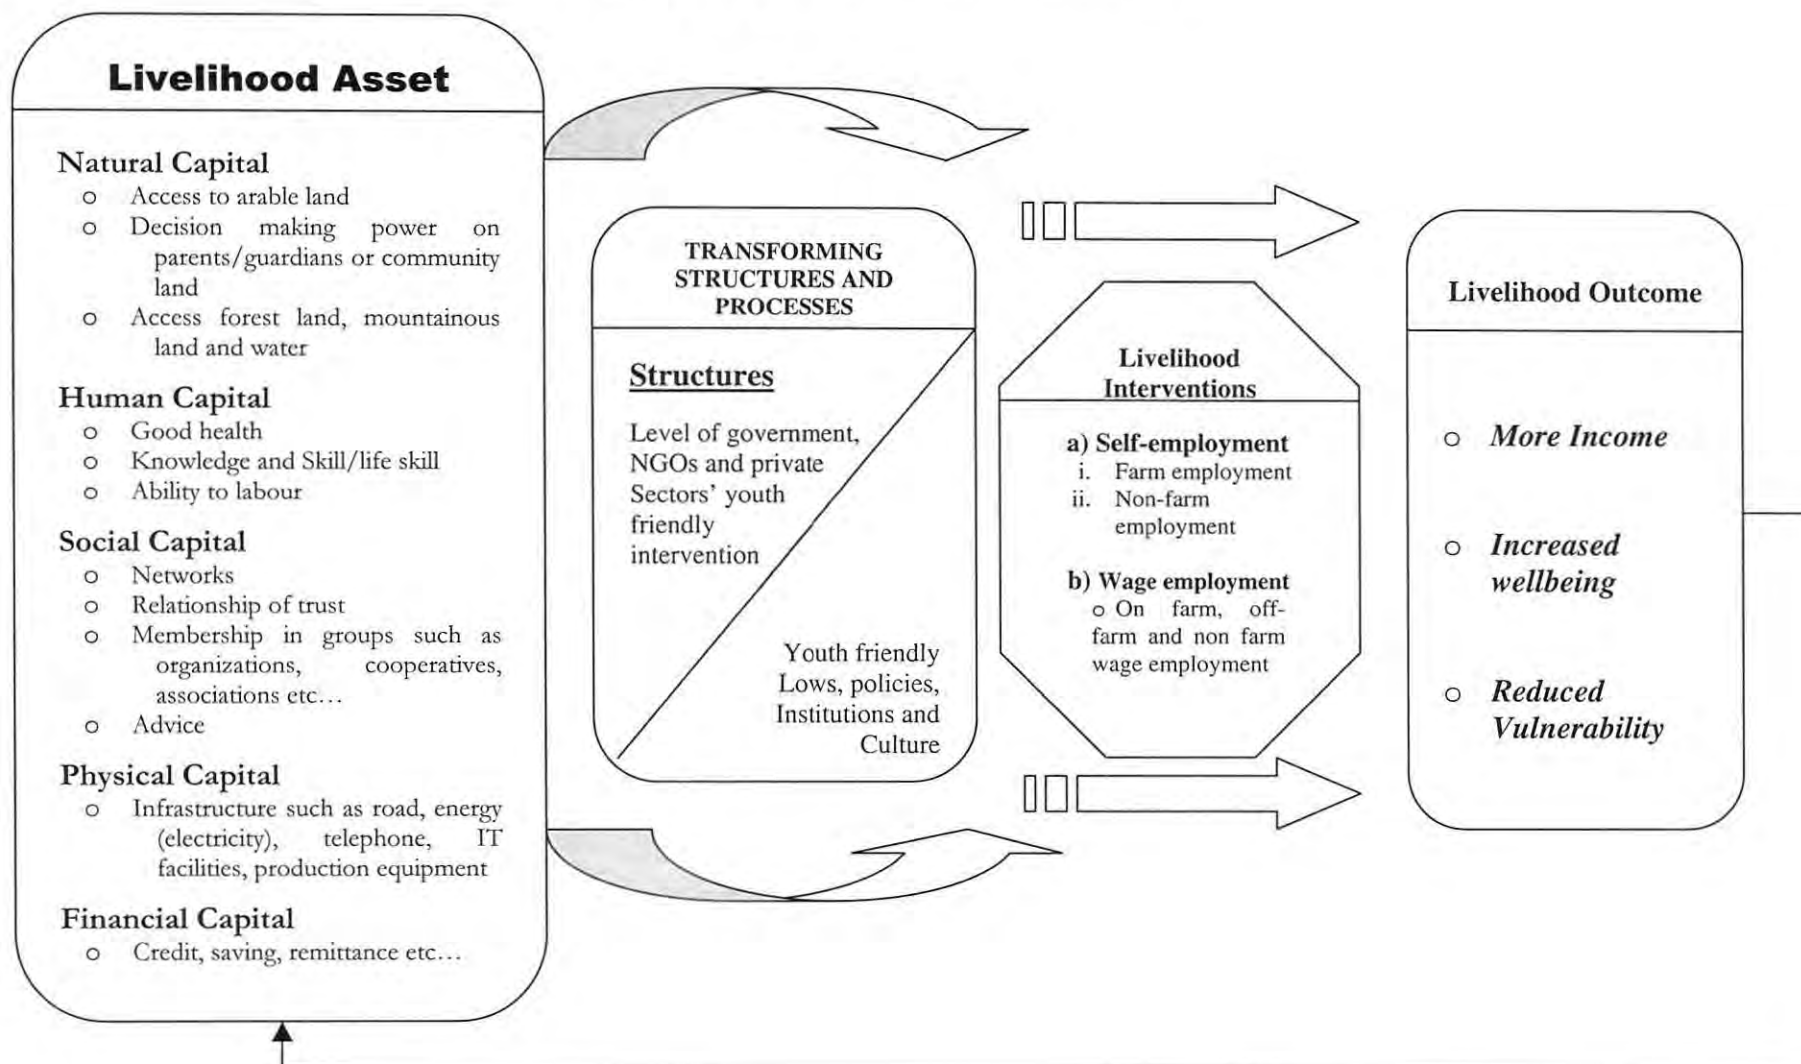 Livelihood Asset
Natural Capital
o Access to arable land
o Decision making power on
parents/guardians or community
land
o Access forest land, mountainous
land and water
Human Capital
o Good health
o Knowledge and Skill/life skill
o Ability to labour
Social Capital
o Networks
o Relationship of trust
o Membership in groups such as
organizations, cooperatives,
associations etc…
o Advice
Physical Capital
o Infrastructure such as road, energy
(electricity), telephone, IT
facilities, production equipment
Financial Capital
o Credit, saving, remittance etc…
TRANSFORMING
STRUCTURES AND
PROCESSES
Structures
Level of government,
NGOs and private
Sectors’ youth
friendly
intervention
Youth friendly
Lows, policies,
Institutions and
Culture
Livelihood
Interventions
a) Self-employment
i. Farm employment
ii. Non-farm
employment
b) Wage employment
o On farm, off-
farm and non farm
wage employment
Livelihood Outcome
o More Income
o Increased
wellbeing
o Reduced
Vulnerability